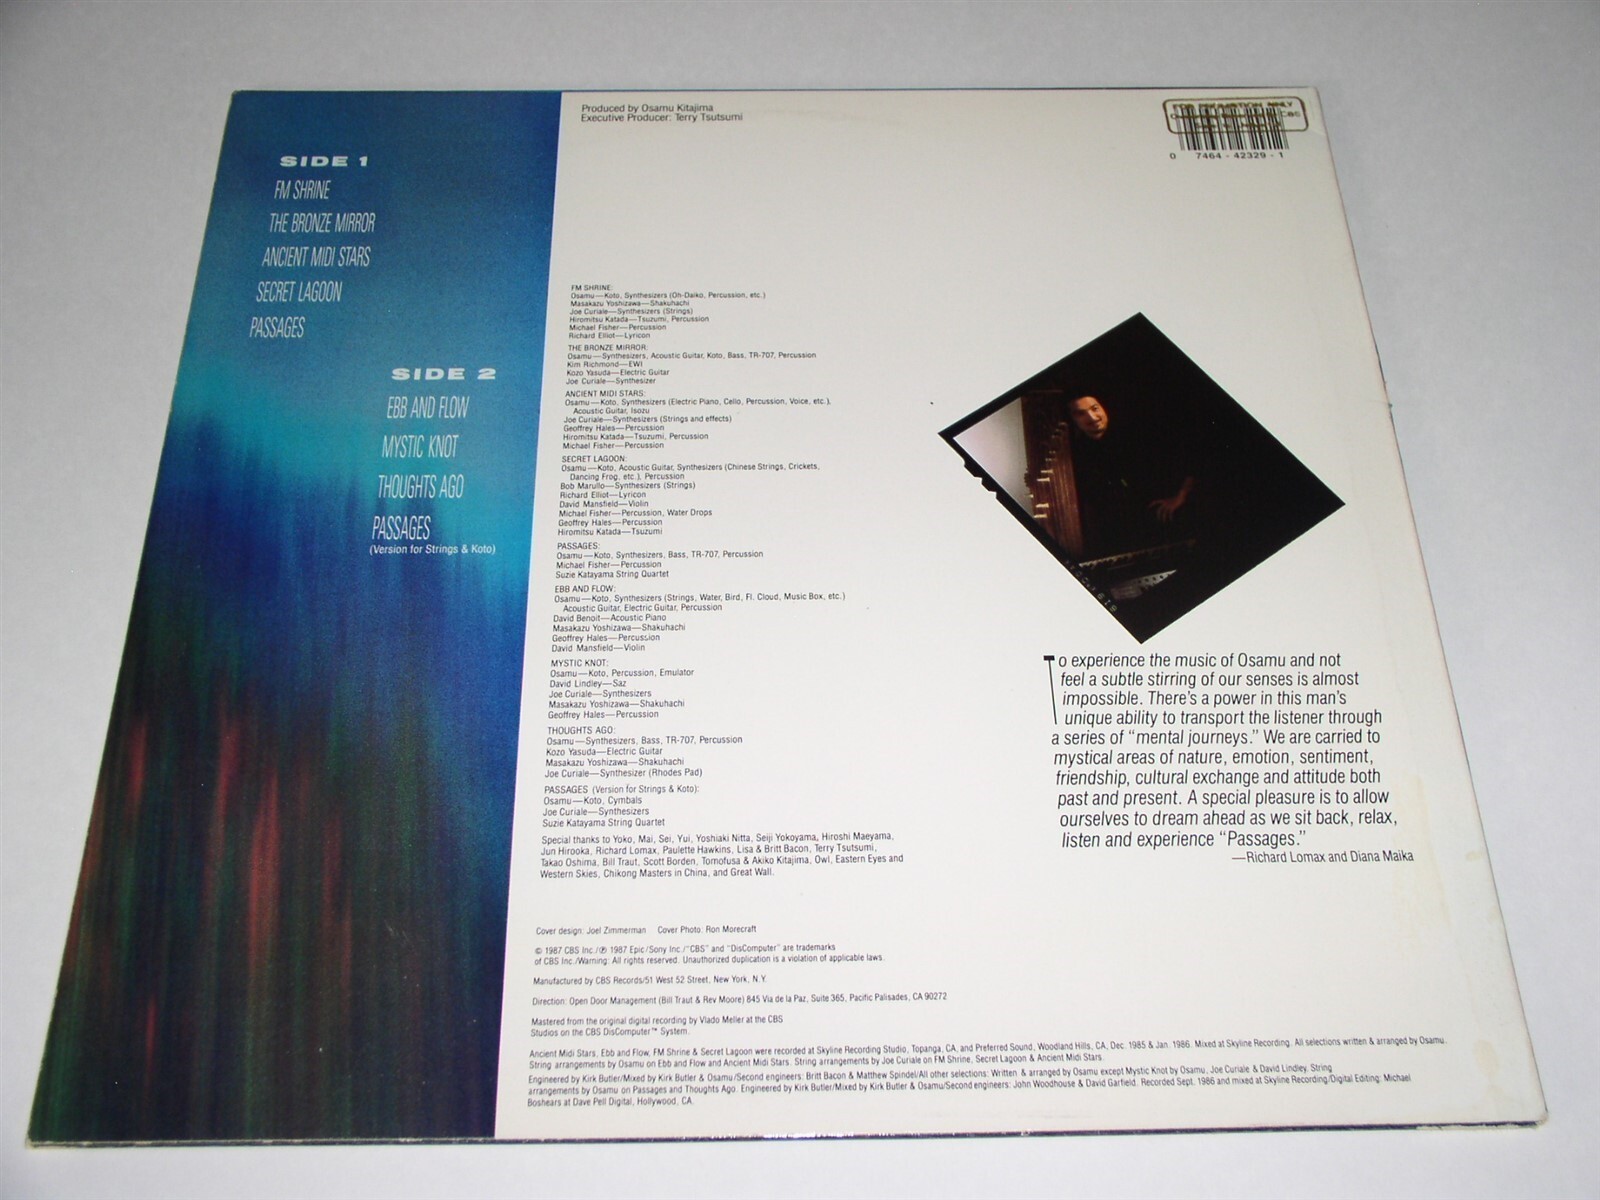 SIDE 1
FM SHRINE
THE BRONZE MIRROR
ANCIENT MIDI STARS
SECRET LAGOON
PASSAGES
SIDE 2
EBB AND FLOW
MYSTIC KNOT
THOUGHTS AGO
PASSAGES
(Version for Strings & Koto)
Produced by Osamu Kitajima
Executive Producer: Terry Tsutsumi
FOR PROMOTION ONLY
CBS
0 7464-42329-1
FM SHRINE:
Osamu—Koto, Synthesizers (Oh-Daiko, Percussion, etc.)
Masakazu Yoshizawa—Shakuhachi
Joe Curiale—Synthesizers (Strings)
Hiromitsu Katada—Tsuzumi, Percussion
Michael Fisher—Percussion
Richard Elliot—Lyricon
THE BRONZE MIRROR:
Osamu—Synthesizers, Acoustic Guitar, Koto, Bass, TR-707, Percussion
Kim Richmond—EWI
Kozo Yasuda—Electric Guitar
Joe Curiale—Synthesizer
ANCIENT MIDI STARS:
Osamu—Koto, Synthesizers (Electric Piano, Cello, Percussion, Voice, etc.),
Acoustic Guitar, Isozu
Joe Curiale—Synthesizers (Strings and effects)
Geoffrey Hales—Percussion
Hiromitsu Katada—Tsuzumi, Percussion
Michael Fisher—Percussion
SECRET LAGOON:
Osamu—Koto, Acoustic Guitar, Synthesizers (Chinese Strings, Crickets,
Dancing Frog, etc.), Percussion
Bob Marullo—Synthesizers (Strings)
Richard Elliot—Lyricon
David Mansfield—Violin
Michael Fisher—Percussion, Water Drops
Geoffrey Hales—Percussion
Hiromitsu Katada—Tsuzumi
PASSAGES:
Osamu—Koto, Synthesizers, Bass, TR-707, Percussion
Michael Fisher—Percussion
Suzie Katayama String Quartet
EBB AND FLOW:
Osamu—Koto, Synthesizers (Strings, Water, Bird, Fl. Cloud, Music Box, etc.)
Acoustic Guitar, Electric Guitar, Percussion
David Benoit—Acoustic Piano
Masakazu Yoshizawa—Shakuhachi
Geoffrey Hales—Percussion
David Mansfield—Violin
MYSTIC KNOT:
Osamu—Koto, Percussion, Emulator
David Lindley—Saz
Joe Curiale—Synthesizers
Masakazu Yoshizawa—Shakuhachi
Geoffrey Hales—Percussion
THOUGHTS AGO:
Osamu—Synthesizers, Bass, TR-707, Percussion
Kozo Yasuda—Electric Guitar
Masakazu Yoshizawa—Shakuhachi
Joe Curiale—Synthesizer (Rhodes Pad)
PASSAGES (Version for Strings & Koto):
Osamu—Koto, Cymbals
Joe Curiale—Synthesizers
Suzie Katayama String Quartet
Special thanks to Yoko, Mai, Sei, Yui, Yoshiaki Nitta, Seiji Yokoyama, Hiroshi Maeyama,
Jun Hirooka, Richard Lomax, Paulette Hawkins, Lisa & Britt Bacon, Terry Tsutsumi,
Takao Oshima, Bill Traut, Scott Borden, Tomofusa & Akiko Kitajima, Owl, Eastern Eyes and
Western Skies, Chikong Masters in China, and Great Wall.
To experience the music of Osamu and not
feel a subtle stirring of our senses is almost
impossible. There's a power in this man's
unique ability to transport the listener through
a series of "mental journeys." We are carried to
mystical areas of nature, emotion, sentiment,
friendship, cultural exchange and attitude both
past and present. A special pleasure is to allow
ourselves to dream ahead as we sit back, relax,
listen and experience "Passages."
—Richard Lomax and Diana Maika
Cover design: Joel Zimmerman Cover Photo: Ron Morecraft
© 1987 CBS Inc./℗ 1987 Epic/Sony Inc./"CBS" and "DisComputer" are trademarks
of CBS Inc./Warning: All rights reserved. Unauthorized duplication is a violation of applicable laws.
Manufactured by CBS Records/51 West 52 Street, New York, N.Y.
Direction: Open Door Management (Bill Traut & Rev Moore) 845 Via de la Paz, Suite 365, Pacific Palisades, CA 90272
Mastered from the original digital recording by Vlado Meller at the CBS
Studios on the CBS DisComputer™ System.
Ancient Midi Stars, Ebb and Flow, FM Shrine & Secret Lagoon were recorded at Skyline Recording Studio, Topanga, CA, and Preferred Sound, Woodland Hills, CA, Dec. 1985 & Jan. 1986. Mixed at Skyline Recording. All selections written & arranged by Osamu.
String arrangements by Osamu on Ebb and Flow and Ancient Midi Stars. String arrangements by Joe Curiale on FM Shrine, Secret Lagoon & Ancient Midi Stars.
Engineered by Kirk Butler/Mixed by Kirk Butler & Osamu/Second engineers: Britt Bacon & Matthew Spindel/All other selections: Written & arranged by Osamu except Mystic Knot by Osamu, Joe Curiale & David Lindley. String
arrangements by Osamu on Passages and Thoughts Ago. Engineered by Kirk Butler/Mixed by Kirk Butler & Osamu/Second engineers: John Woodhouse & David Garfield. Recorded Sept. 1986 and mixed at Skyline Recording/Digital Editing: Michael
Boshears at Dave Pell Digital, Hollywood, CA.